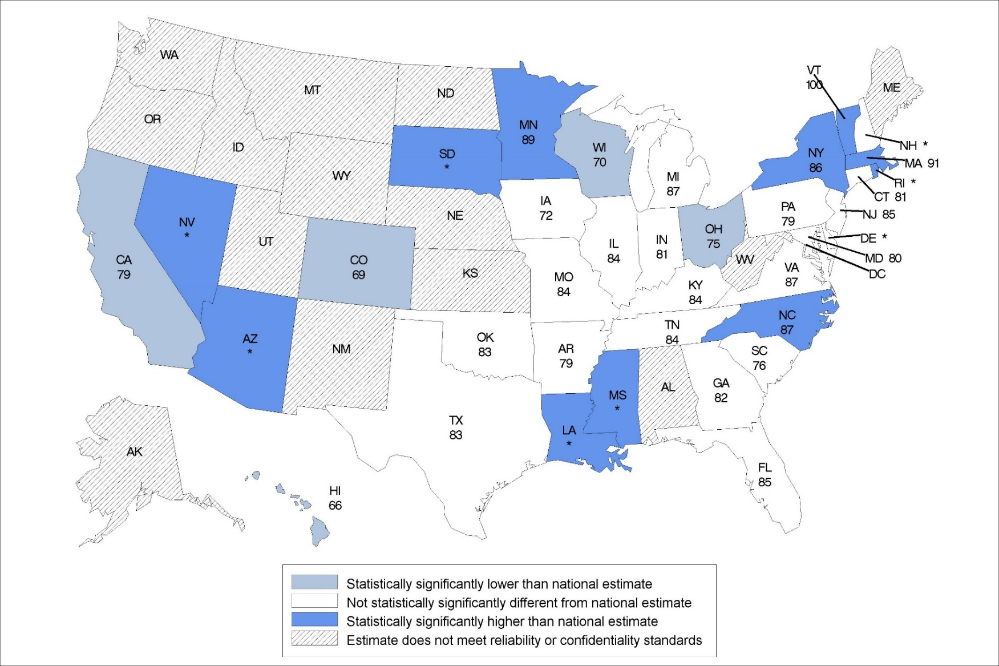 WA
MT
ND
OR
ID
SD
*
MN
89
WI
70
WY
MI
87
VT
100
ME
NH *
NY
86
MA 91
RI *
CT 81
NV
*
UT
NE
IA
72
PA
79
NJ 85
CA
79
CO
69
KS
MO
84
IL
84
IN
81
OH
75
WV
VA
87
DE *
MD 80
DC
KY
84
AZ
*
NM
OK
83
AR
79
TN
84
NC
87
SC
76
TX
83
LA
*
MS
*
AL
GA
82
FL
85
AK
HI
66
Statistically significantly lower than national estimate
Not statistically significantly different from national estimate
Statistically significantly higher than national estimate
Estimate does not meet reliability or confidentiality standards